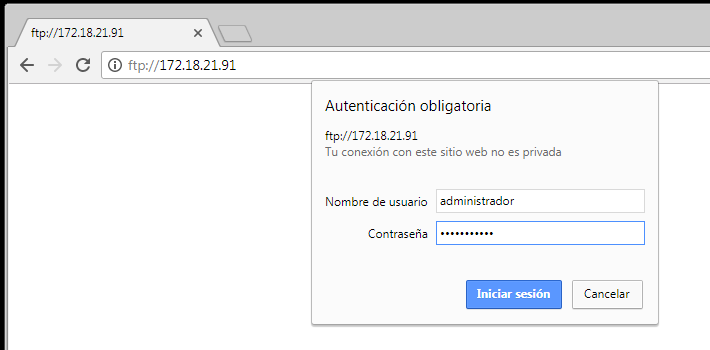 ftp://172.18.21.91
ftp://172.18.21.91
Autenticación obligatoria
ftp://172.18.21.91
Tu conexión con este sitio web no es privada
Nombre de usuario administrador
Contraseña •••••••••••
Iniciar sesión Cancelar